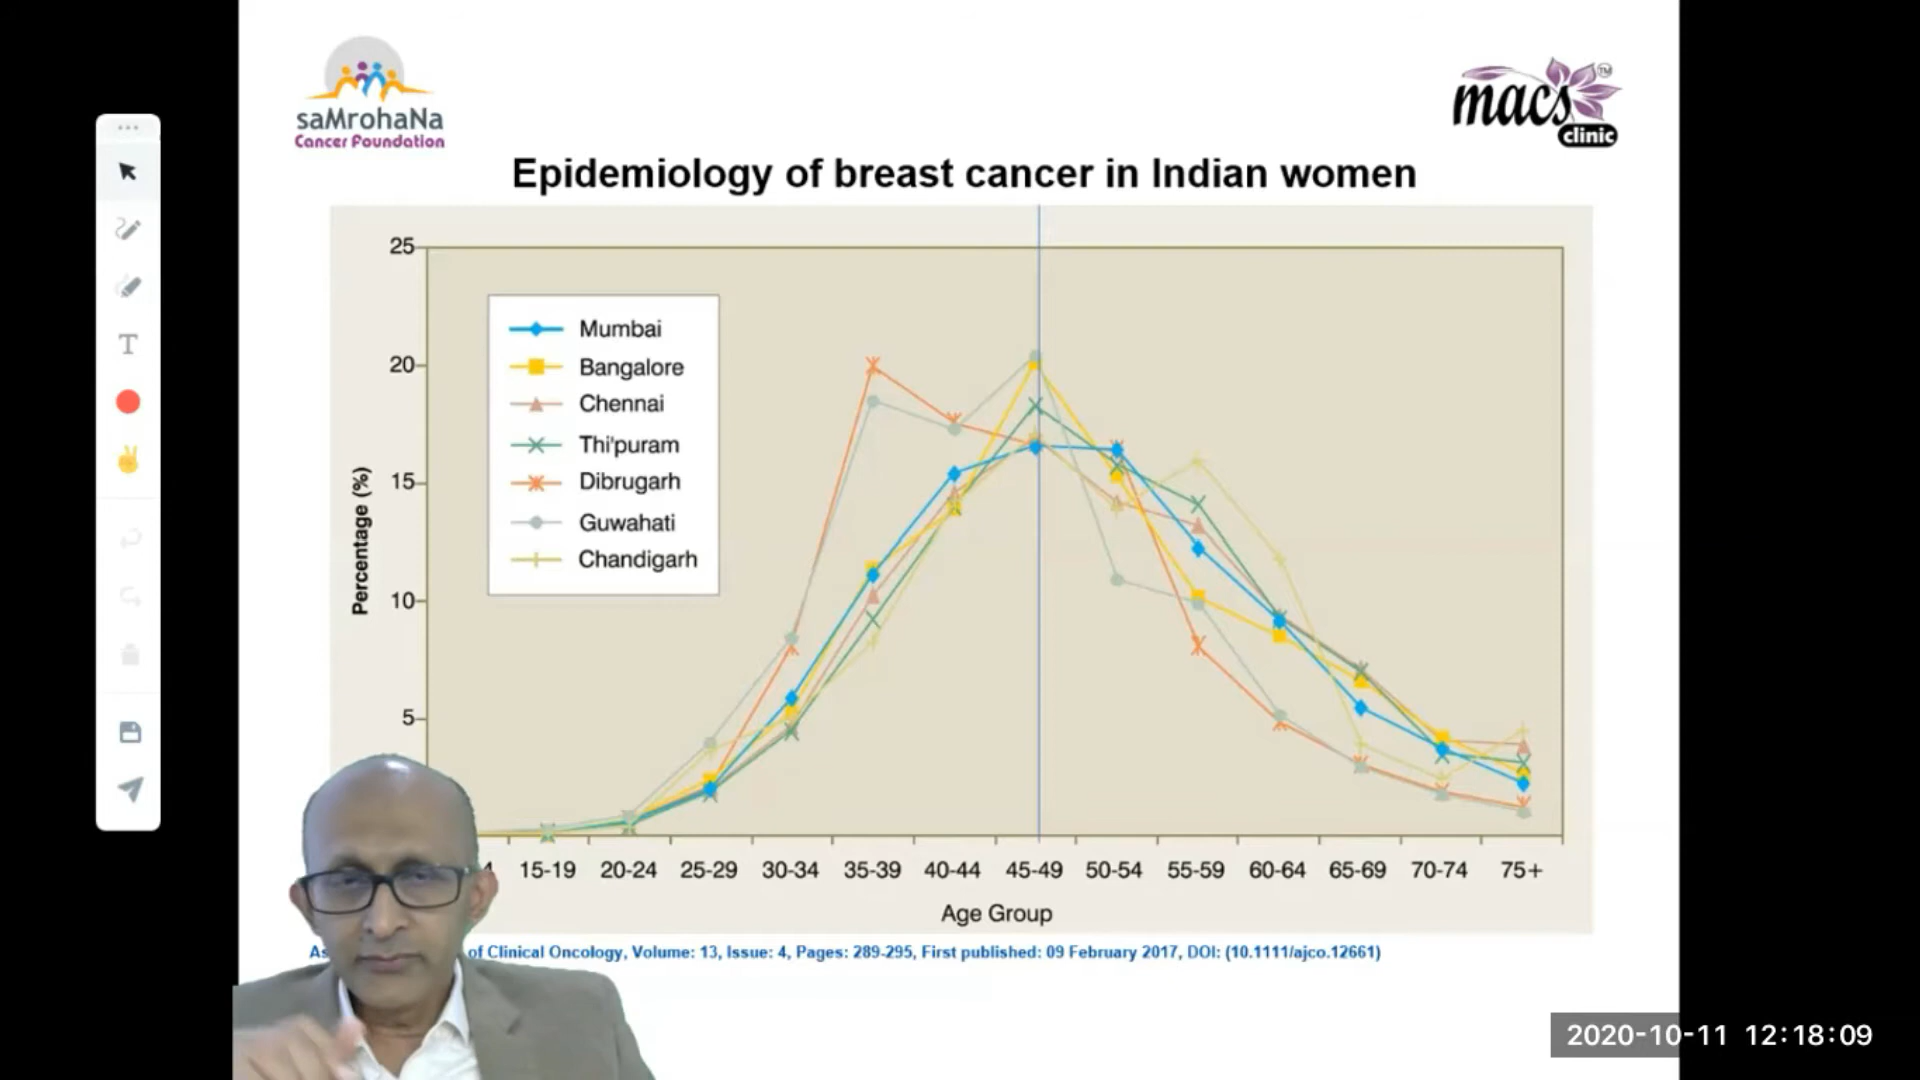 saMrohaNa
Cancer Foundation
macs TM
clinic
Epidemiology of breast cancer in Indian women
25
20
15
10
5
Percentage (%)
Mumbai
Bangalore
Chennai
Thi'puram
Dibrugarh
Guwahati
Chandigarh
15-19 20-24 25-29 30-34 35-39 40-44 45-49 50-54 55-59 60-64 65-69 70-74 75+
Age Group
of Clinical Oncology, Volume: 13, Issue: 4, Pages: 289-295, First published: 09 February 2017, DOI: (10.1111/ajco.12661)
T
2020-10-11 12:18:09